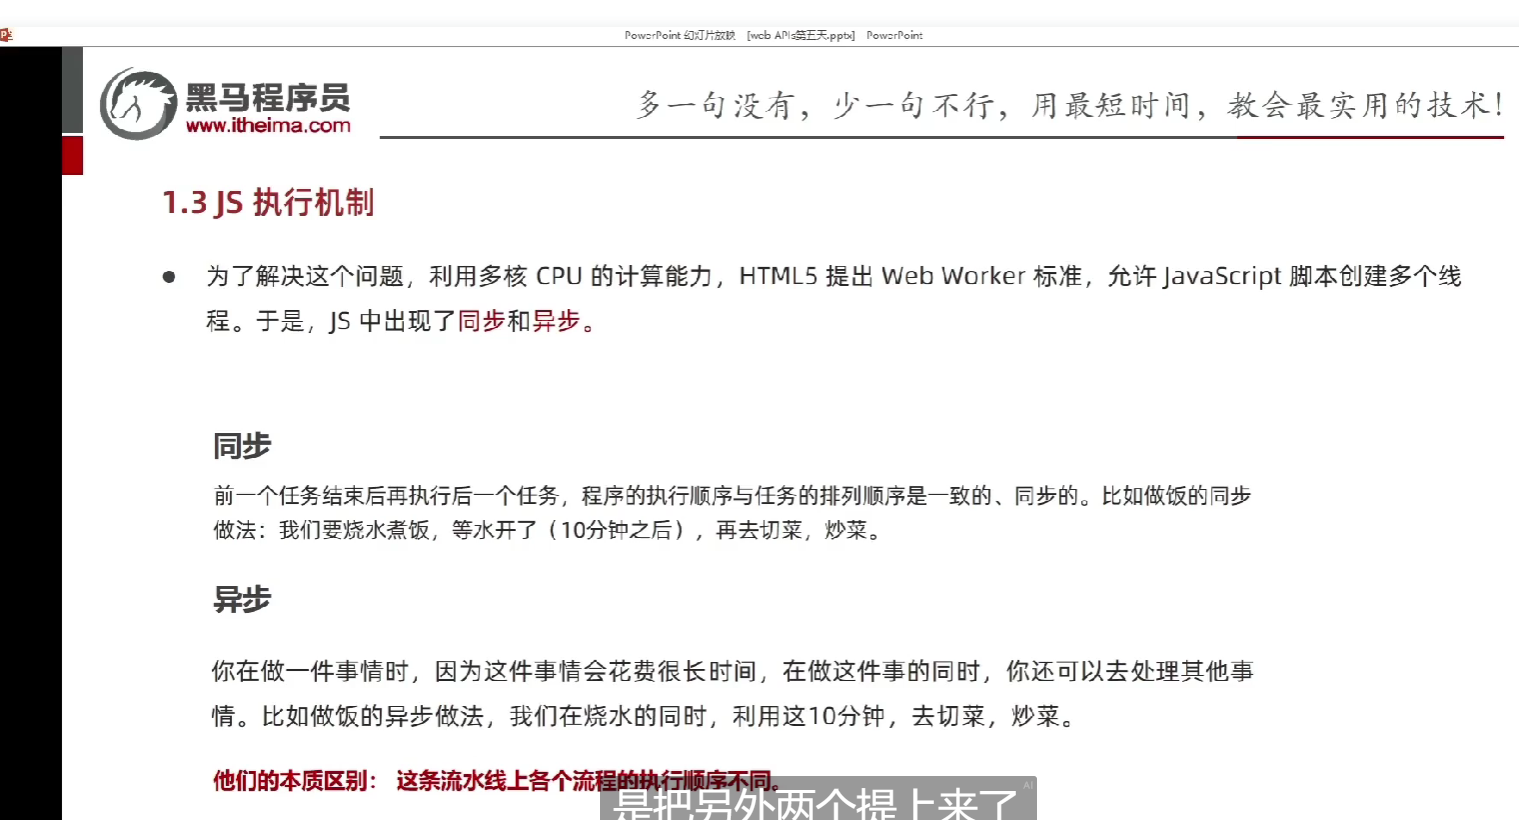 PowerPoint 幻灯片放映 [web APIs第五天.pptx] PowerPoint
黑马程序员
www.itheima.com
多一句没有，少一句不行，用最短时间，教会最实用的技术！
1.3 JS 执行机制
● 为了解决这个问题，利用多核 CPU 的计算能力，HTML5 提出 Web Worker 标准，允许 JavaScript 脚本创建多个线
程。于是，JS 中出现了同步和异步。
同步
前一个任务结束后再执行后一个任务，程序的执行顺序与任务的排列顺序是一致的、同步的。比如做饭的同步
做法：我们要烧水煮饭，等水开了（10分钟之后），再去切菜，炒菜。
异步
你在做一件事情时，因为这件事情会花费很长时间，在做这件事的同时，你还可以去处理其他事
情。比如做饭的异步做法，我们在烧水的同时，利用这10分钟，去切菜，炒菜。
他们的本质区别： 这条流水线上各个流程的执行顺序不同。
AI
是把另外两个提上来了